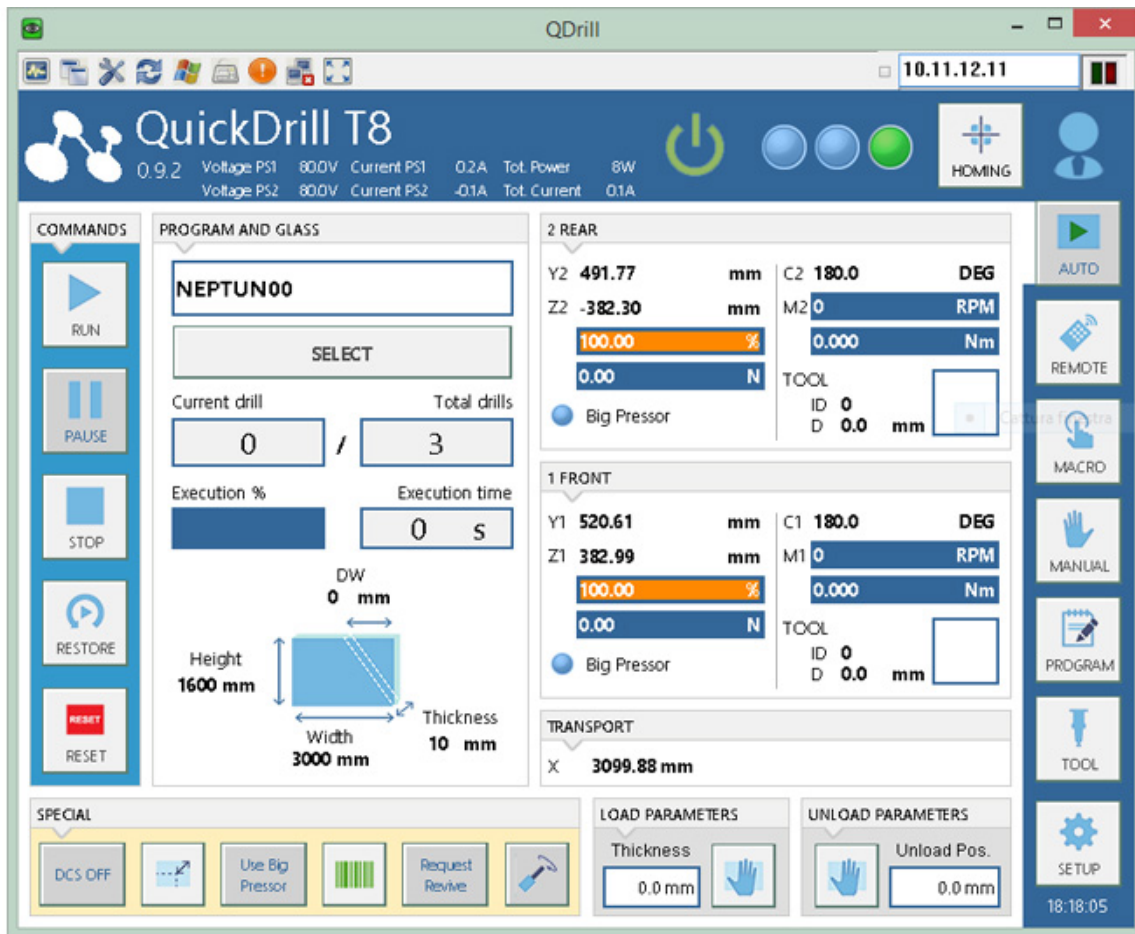 QDrill
10.11.12.11
QuickDrill T8
0.9.2 Voltage PS1 80.0V Current PS1 0.2A Tot. Power 8W
Voltage PS2 80.0V Current PS2 -0.1A Tot. Current 0.1A
HOMING
COMMANDS
RUN
PAUSE
STOP
RESTORE
RESET
RESET
PROGRAM AND GLASS
NEPTUN00
SELECT
Current drill Total drills
0 / 3
Execution % Execution time
0 s
DW
0 mm
Height
1600 mm
Width
3000 mm
Thickness
10 mm
2 REAR
Y2 491.77 mm C2 180.0 DEG
Z2 -382.30 mm M2 0 RPM
100.00 % 0.000 Nm
0.00 N TOOL
ID 0
Big Pressor D 0.0 mm
1 FRONT
Y1 520.61 mm C1 180.0 DEG
Z1 382.99 mm M1 0 RPM
100.00 % 0.000 Nm
0.00 N TOOL
ID 0
Big Pressor D 0.0 mm
TRANSPORT
X 3099.88 mm
AUTO
REMOTE
Cattura finestra
MACRO
MANUAL
PROGRAM
TOOL
SETUP
18:18:05
SPECIAL
DCS OFF
Use Big
Pressor
Request
Revive
LOAD PARAMETERS
Thickness
0.0 mm
UNLOAD PARAMETERS
Unload Pos.
0.0 mm